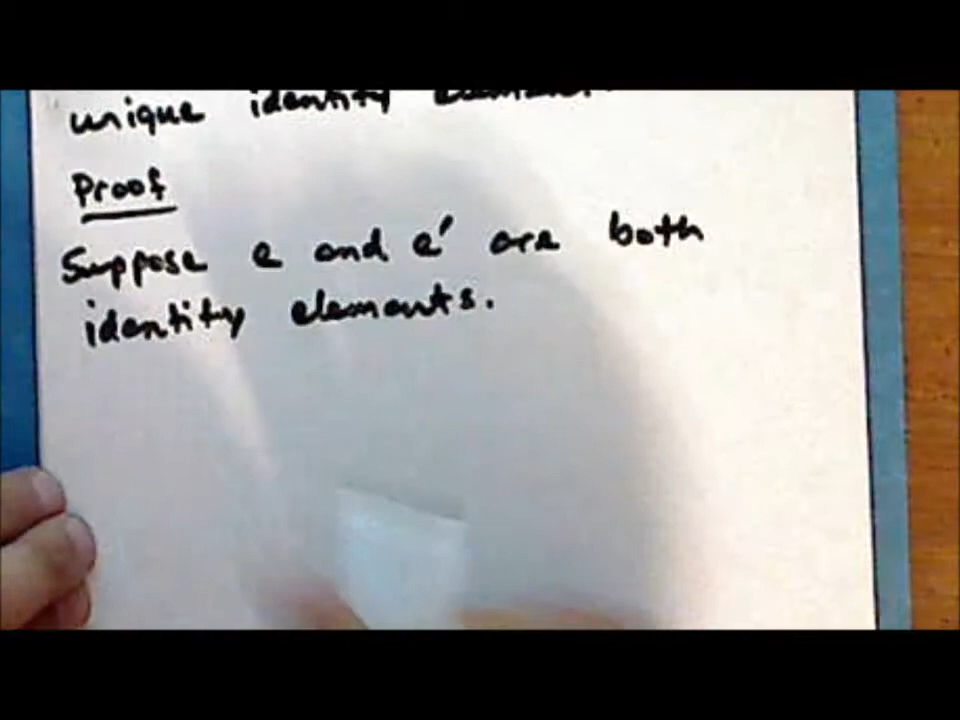 unique identity
Proof
Suppose e and e' are both
identity elements.